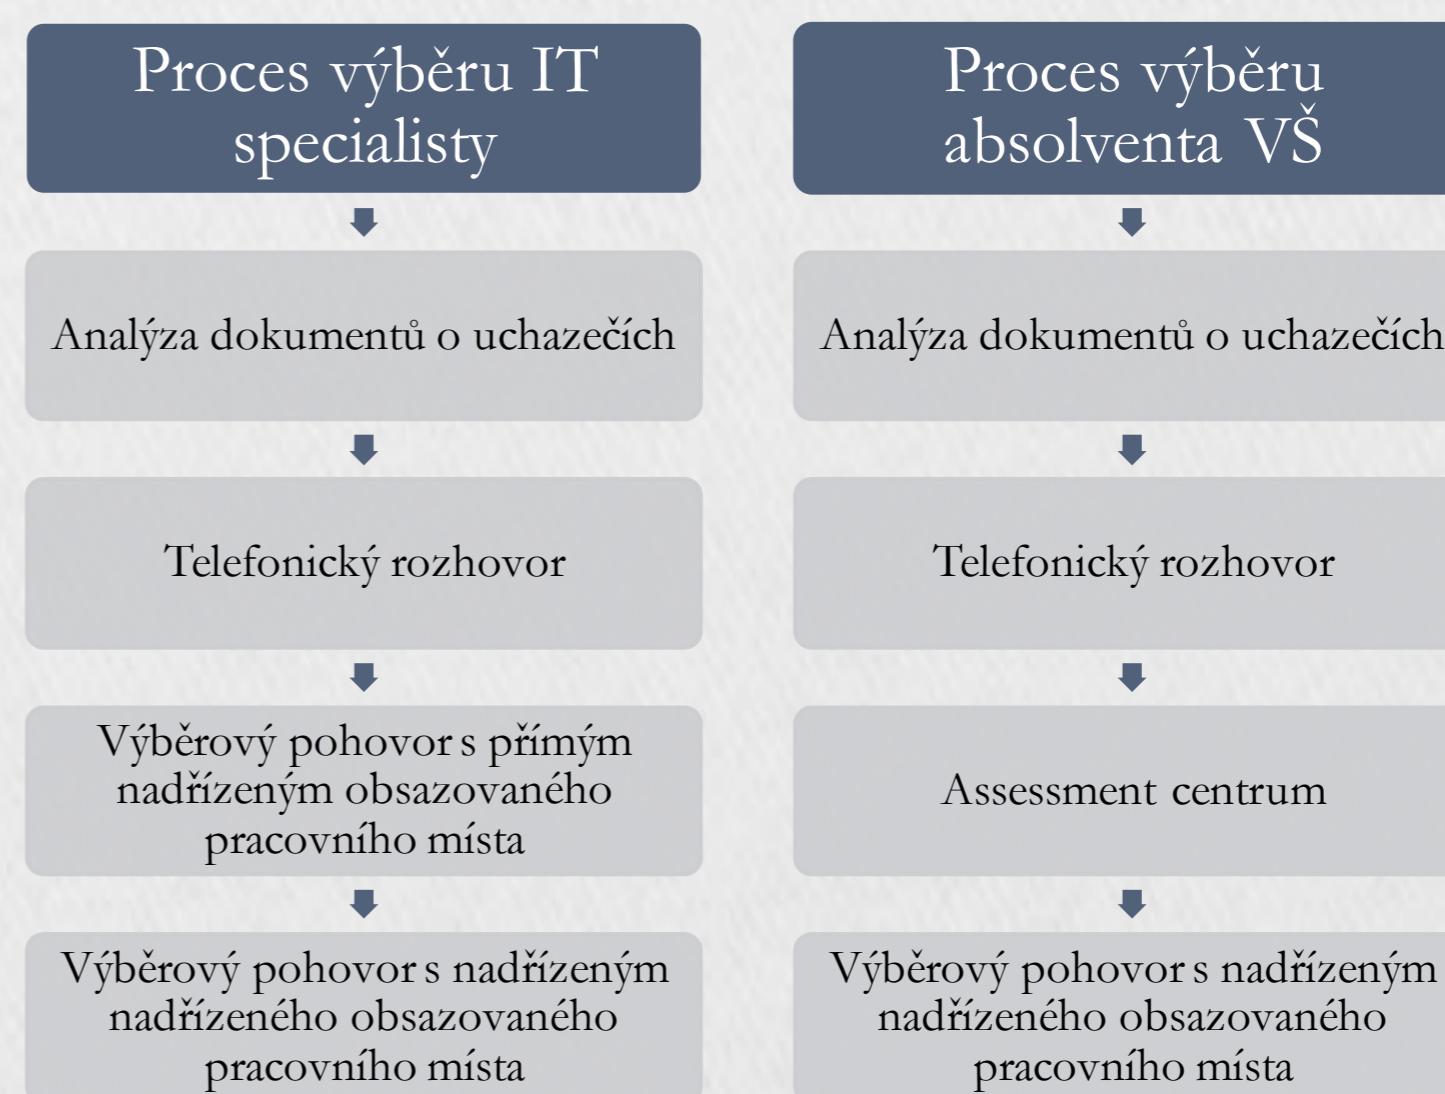 Proces výběru IT
specialisty
Analýza dokumentů o uchazečích
Telefonický rozhovor
Výběrový pohovor s přímým
nadřízeným obsazovaného
pracovního místa
Výběrový pohovor s nadřízeným
nadřízeného obsazovaného
pracovního místa
Proces výběru
absolventa VŠ
Analýza dokumentů o uchazečích
Telefonický rozhovor
Assessment centrum
Výběrový pohovor s nadřízeným
nadřízeného obsazovaného
pracovního místa